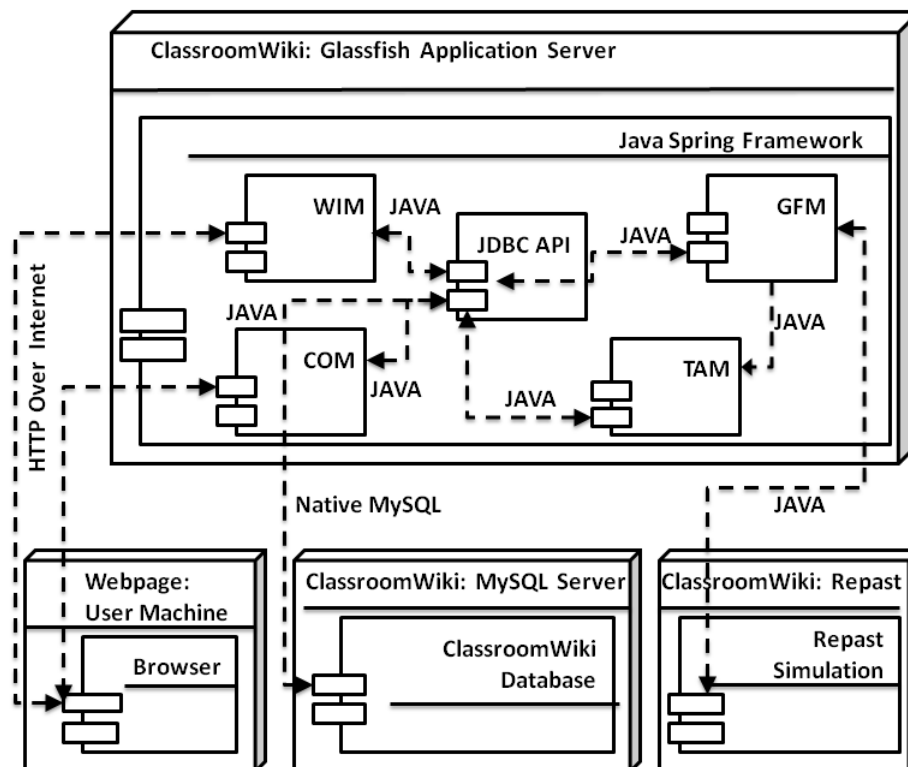 ClassroomWiki: Glassfish Application Server
Java Spring Framework
WIM
JAVA
JDBC API
JAVA
GFM
JAVA
COM
JAVA
JAVA
TAM
JAVA
HTTP Over Internet
Native MySQL
JAVA
Webpage:
User Machine
Browser
ClassroomWiki: MySQL Server
ClassroomWiki
Database
ClassroomWiki: Repast
Repast
Simulation